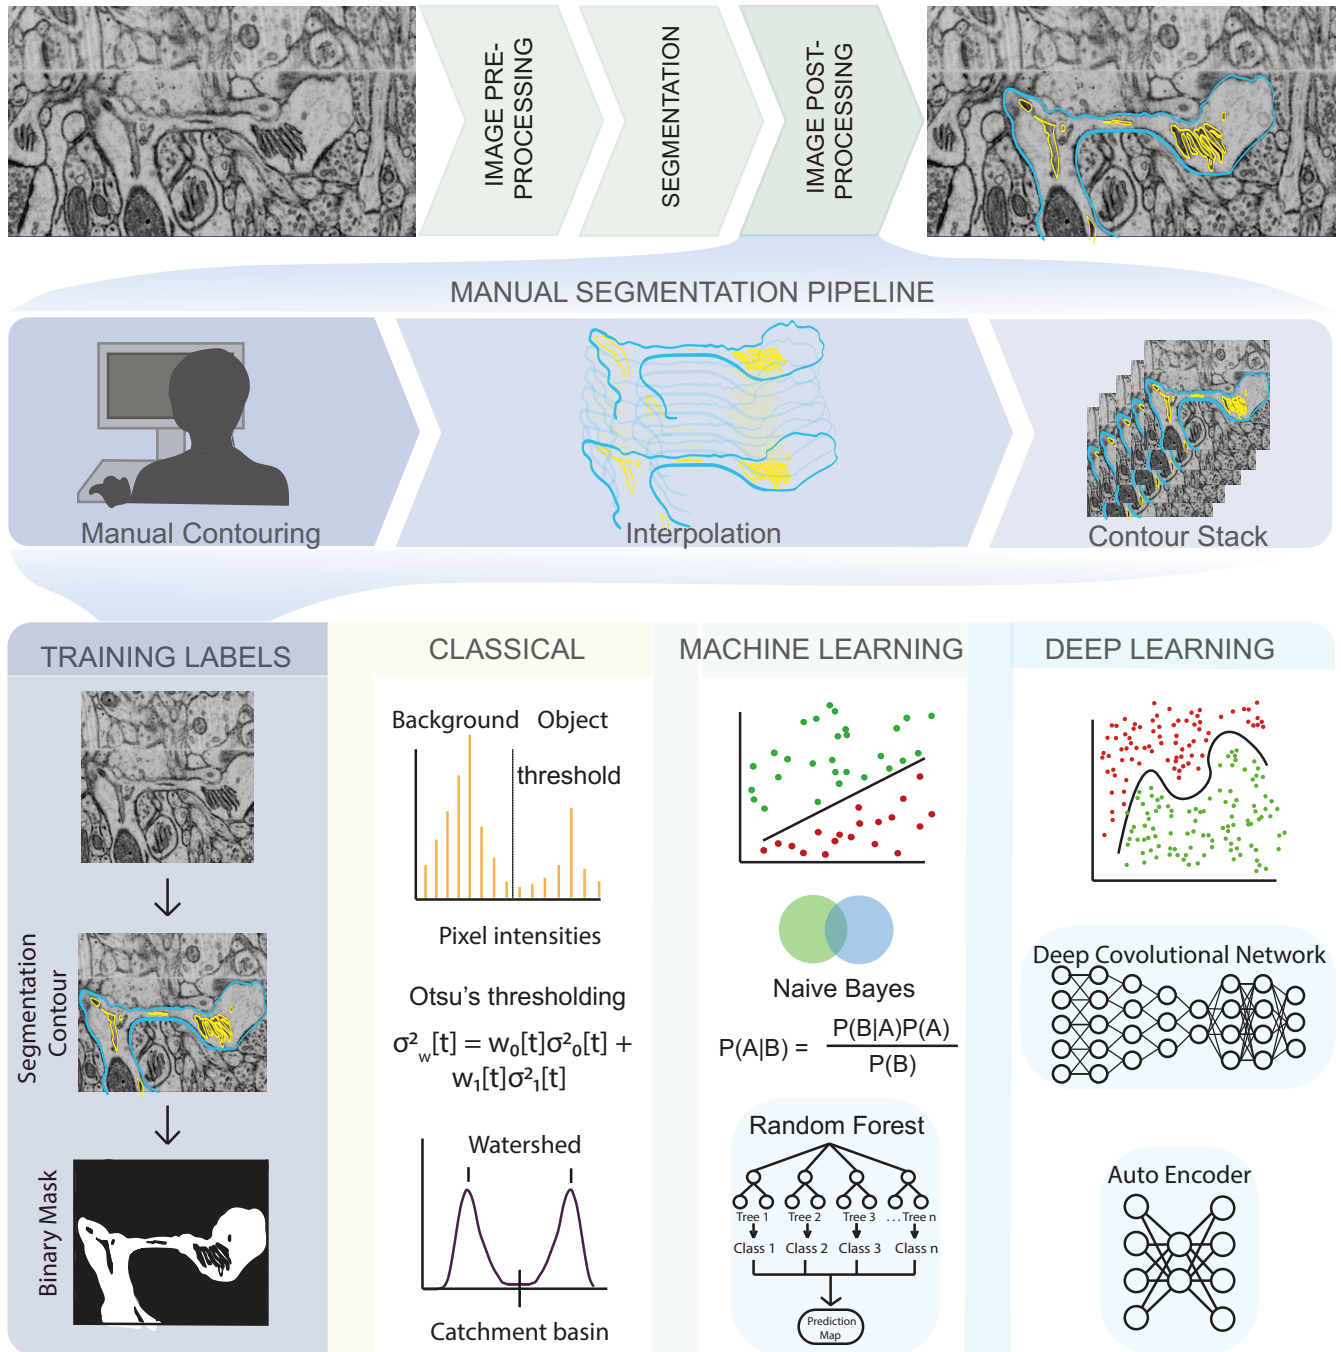 IMAGE PRE-
PROCESSING
SEGMENTATION
IMAGE POST-
PROCESSING
MANUAL SEGMENTATION PIPELINE
Manual Contouring
Interpolation
Contour Stack
TRAINING LABELS
Segmentation
Contour
Binary Mask
CLASSICAL
Background Object
threshold
Pixel intensities
Otsu's thresholding
σ²_w[t] = w₀[t]σ²₀[t] +
w₁[t]σ²₁[t]
Watershed
Catchment basin
MACHINE LEARNING
Naive Bayes
P(A|B) = P(B|A)P(A)
P(B)
Random Forest
Tree 1 Tree 2 Tree 3 ...Tree n
Class 1 Class 2 Class 3 Class n
Prediction
Map
DEEP LEARNING
Deep Covolutional Network
Auto Encoder